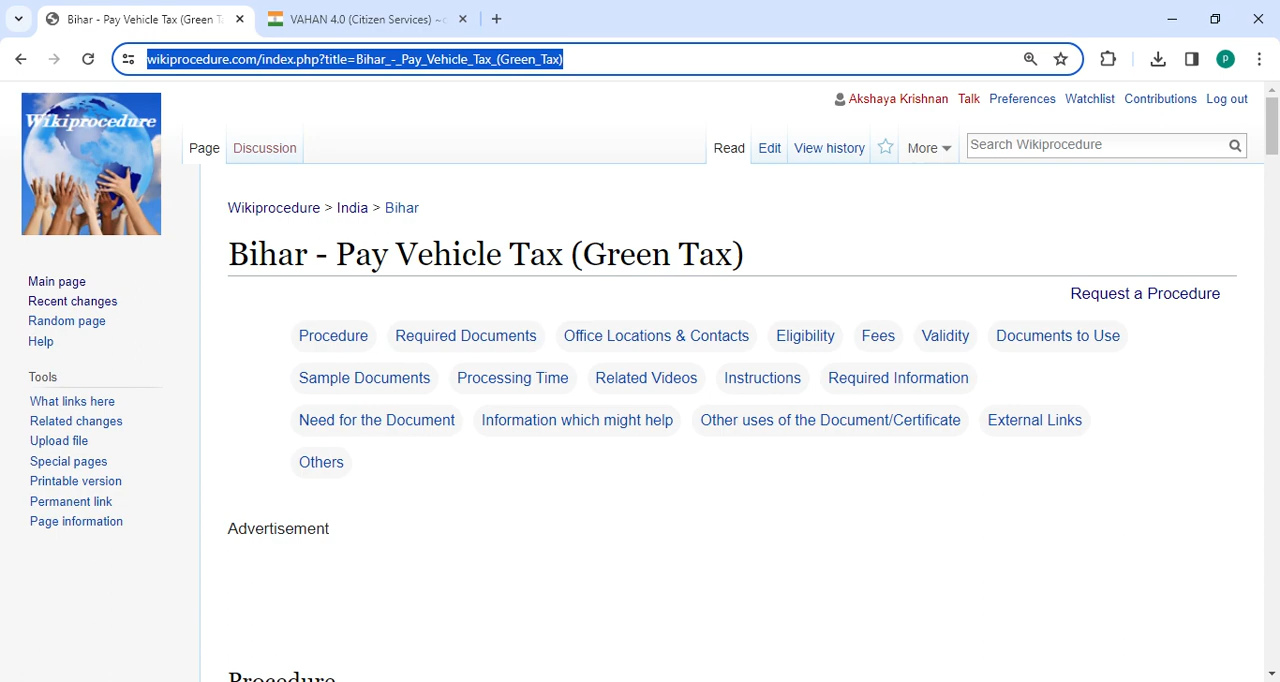 Bihar - Pay Vehicle Tax (Green T
VAHAN 4.0 (Citizen Services) ~
wikiprocedure.com/index.php?title=Bihar_-_Pay_Vehicle_Tax_(Green_Tax)
P
Wikiprocedure
Akshaya Krishnan Talk Preferences Watchlist Contributions Log out
Page Discussion Read Edit View history More Search Wikiprocedure
Wikiprocedure > India > Bihar
Bihar - Pay Vehicle Tax (Green Tax)
Request a Procedure
Main page
Recent changes
Random page
Help
Tools
What links here
Related changes
Upload file
Special pages
Printable version
Permanent link
Page information
Procedure Required Documents Office Locations & Contacts Eligibility Fees Validity Documents to Use
Sample Documents Processing Time Related Videos Instructions Required Information
Need for the Document Information which might help Other uses of the Document/Certificate External Links
Others
Advertisement
Procedure